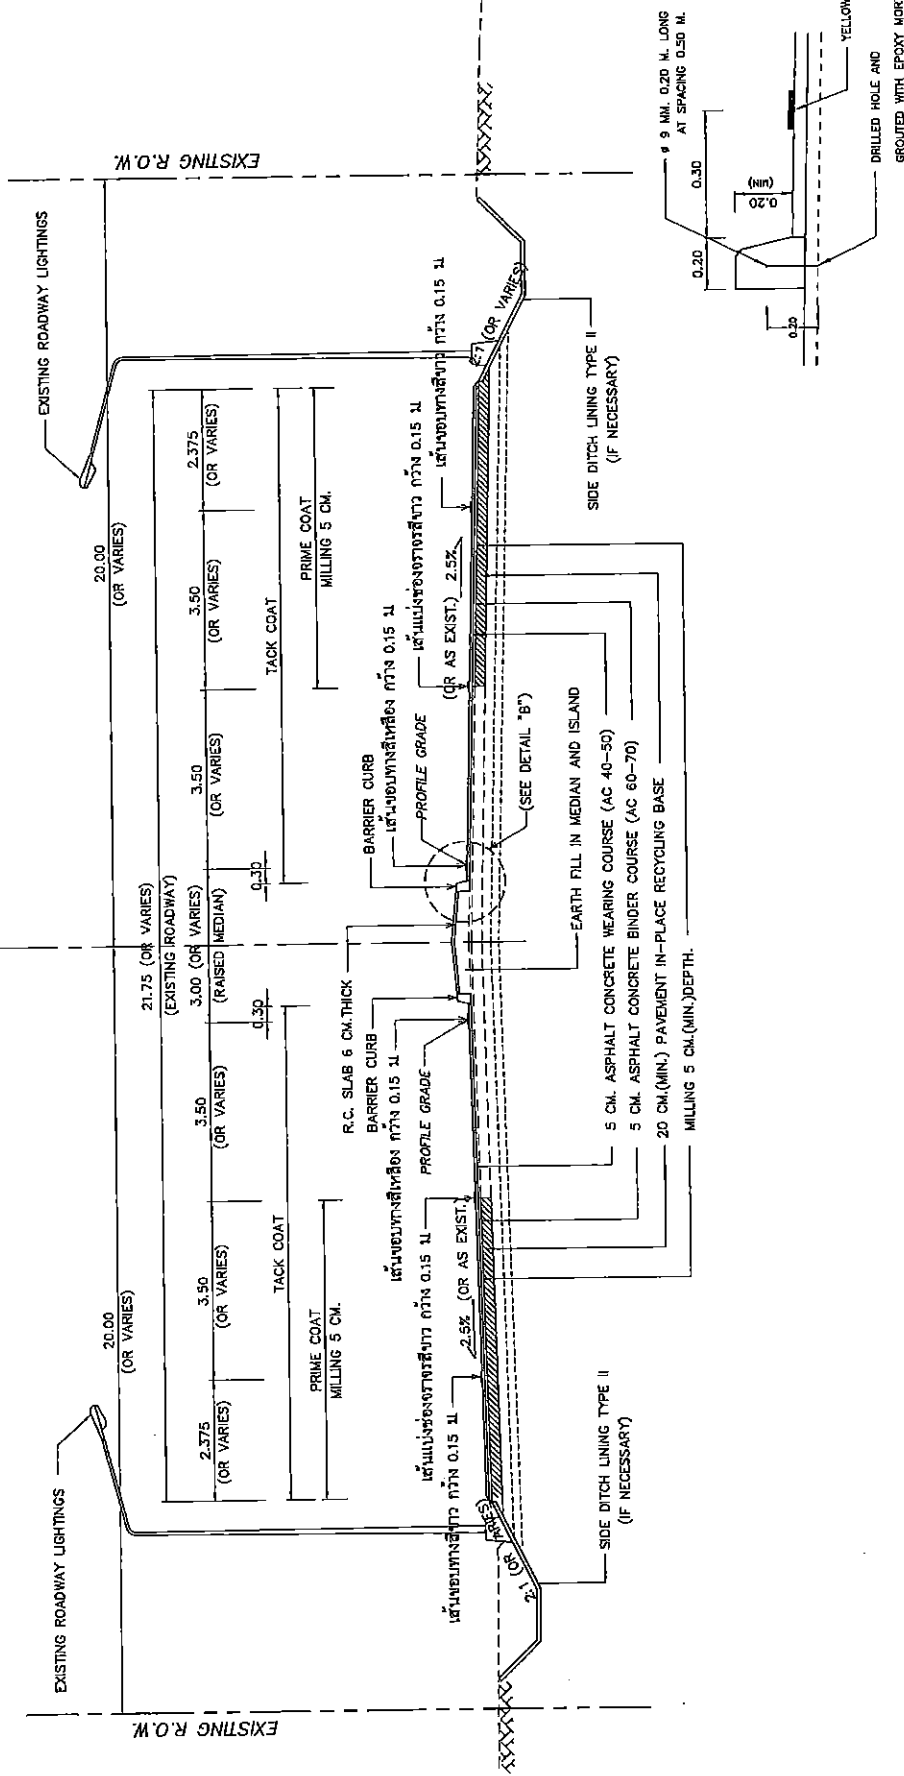 EXISTING ROADWAY LIGHTINGS
EXISTING ROADWAY LIGHTINGS
EXISTING R.O.W.
EXISTING R.O.W.
20.00
(OR VARIES)
20.00
(OR VARIES)
21.75 (OR VARIES)
(EXISTING ROADWAY)
2.375
(OR VARIES)
3.50
(OR VARIES)
3.50
(OR VARIES)
0.30
3.00 (OR VARIES)
(RAISED MEDIAN)
0.30
3.50
(OR VARIES)
3.50
(OR VARIES)
2.375
(OR VARIES)
TACK COAT
TACK COAT
PRIME COAT
MILLING 5 CM.
PRIME COAT
MILLING 5 CM.
R.C. SLAB 6 CM.THICK
BARRIER CURB
เส้นขอบทางสีเหลือง กว้าง 0.15 ม
PROFILE GRADE
เส้นแบ่งช่องจราจรสีขาว กว้าง 0.15 ม
2.5% (OR AS EXIST.)
เส้นขอบทางสีขาว กว้าง 0.15 ม
2:1 (OR VARIES)
BARRIER CURB
เส้นขอบทางสีเหลือง กว้าง 0.15 ม
PROFILE GRADE
เส้นแบ่งช่องจราจรสีขาว กว้าง 0.15 ม
(OR AS EXIST.) 2.5%
เส้นขอบทางสีขาว กว้าง 0.15 ม
(OR VARIES)
(SEE DETAIL "B")
SIDE DITCH LINING TYPE II
(IF NECESSARY)
SIDE DITCH LINING TYPE II
(IF NECESSARY)
EARTH FILL IN MEDIAN AND ISLAND
5 CM. ASPHALT CONCRETE WEARING COURSE (AC 40-50)
5 CM. ASPHALT CONCRETE BINDER COURSE (AC 60-70)
20 CM.(MIN.) PAVEMENT IN-PLACE RECYCLING BASE
MILLING 5 CM.(MIN.)DEPTH.
ø 9 MM. 0.20 M. LONG
AT SPACING 0.50 M.
0.20
0.30
0.20
(MIN)
0.20
YELLOW
DRILLED HOLE AND
GROUTED WITH EPOXY MORT